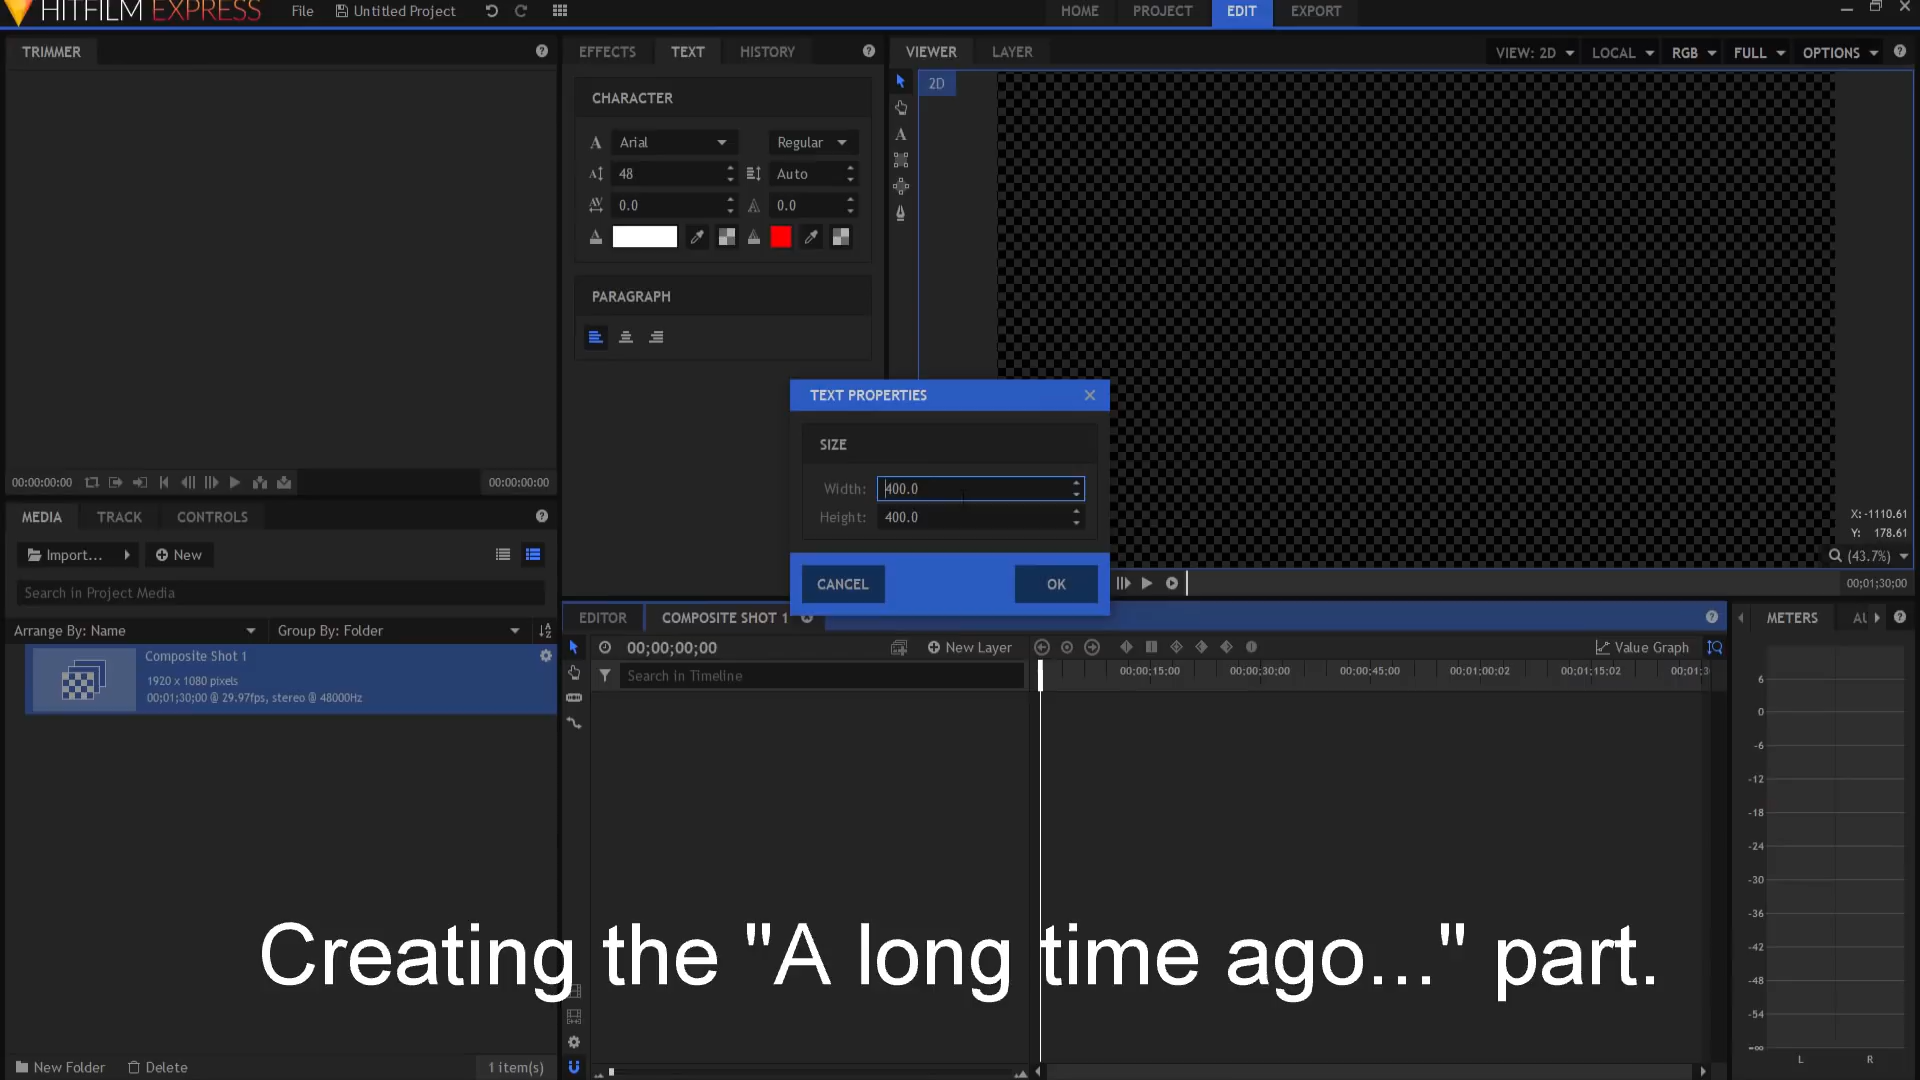 HITFILM EXPRESS
File
Untitled Project
HOME
PROJECT
EDIT
EXPORT
TRIMMER
EFFECTS
TEXT
HISTORY
VIEWER
LAYER
VIEW: 2D
LOCAL
RGB
FULL
OPTIONS
2D
CHARACTER
Arial
Regular
48
Auto
0.0
0.0
PARAGRAPH
TEXT PROPERTIES
SIZE
Width: 400.0
Height: 400.0
CANCEL
OK
00:00:00:00
00:00:00:00
X: -1110.61
Y: 178.61
(43.7%)
00;01;30;00
MEDIA
TRACK
CONTROLS
Import...
New
Search in Project Media
Arrange By: Name
Group By: Folder
Composite Shot 1
1920 x 1080 pixels
00;01;30;00 @ 29.97fps, stereo @ 48000Hz
EDITOR
COMPOSITE SHOT 1
00;00;00;00
New Layer
Value Graph
Search in Timeline
00;00;15;00
00;00;30;00
00;00;45;00
00;01;00;02
00;01;15;02
00;01;3
METERS
6
0
-6
-12
-18
-24
-30
-36
-42
-48
-54
-∞
L
R
Creating the "A long time ago..." part.
New Folder
Delete
1 item(s)